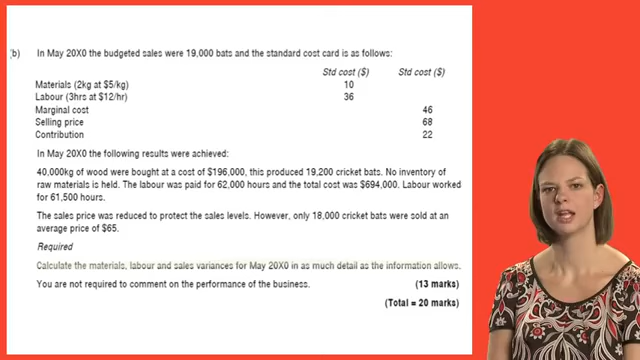 (b) In May 20X0 the budgeted sales were 19,000 bats and the standard cost card is as follows:
Std cost ($) Std cost ($)
Materials (2kg at $5/kg) 10
Labour (3hrs at $12/hr) 36
Marginal cost 46
Selling price 68
Contribution 22
In May 20X0 the following results were achieved:
40,000kg of wood were bought at a cost of $196,000, this produced 19,200 cricket bats. No inventory of
raw materials is held. The labour was paid for 62,000 hours and the total cost was $694,000. Labour worked
for 61,500 hours.
The sales price was reduced to protect the sales levels. However, only 18,000 cricket bats were sold at an
average price of $65.
Required
Calculate the materials, labour and sales variances for May 20X0 in as much detail as the information allows.
You are not required to comment on the performance of the business. (13 marks)
(Total = 20 marks)